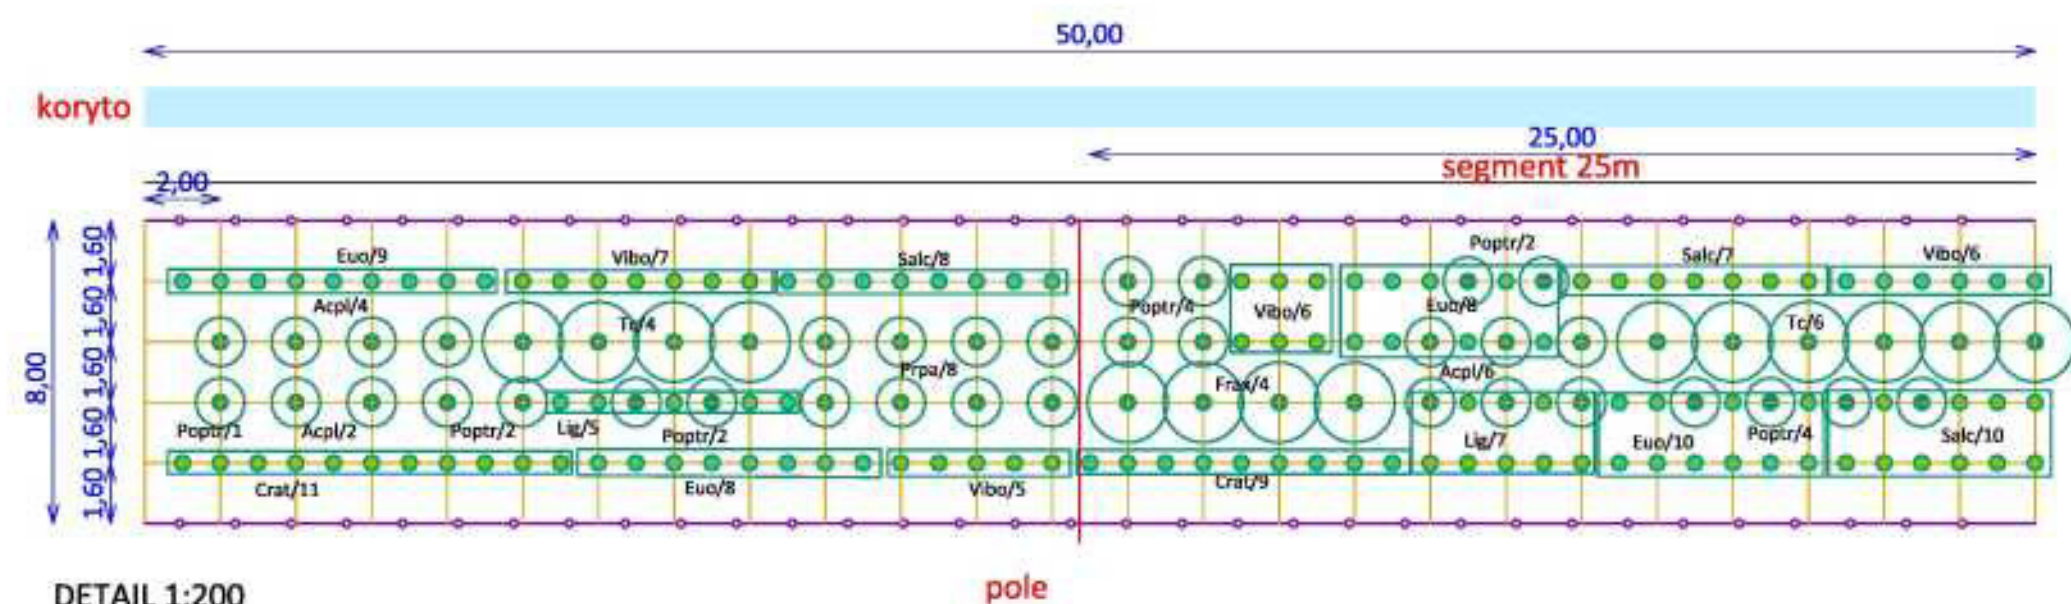 50,00
koryto
25,00
segment 25m
2,00
8,00
1,60
1,60
1,60
1,60
1,60
Euo/9
Vibo/7
Salc/8
Poptr/2
Salc/7
Vibo/6
Acpl/4
Tc/4
Poptr/4
Vibo/6
Euo/8
Tc/6
Prpa/8
Frax/4
Acpl/6
Poptr/1
Acpl/2
Poptr/2
Lig/5
Poptr/2
Lig/7
Euo/10
Poptr/4
Salc/10
Crat/11
Euo/8
Vibo/5
Crat/9
DETAIL 1:200
pole